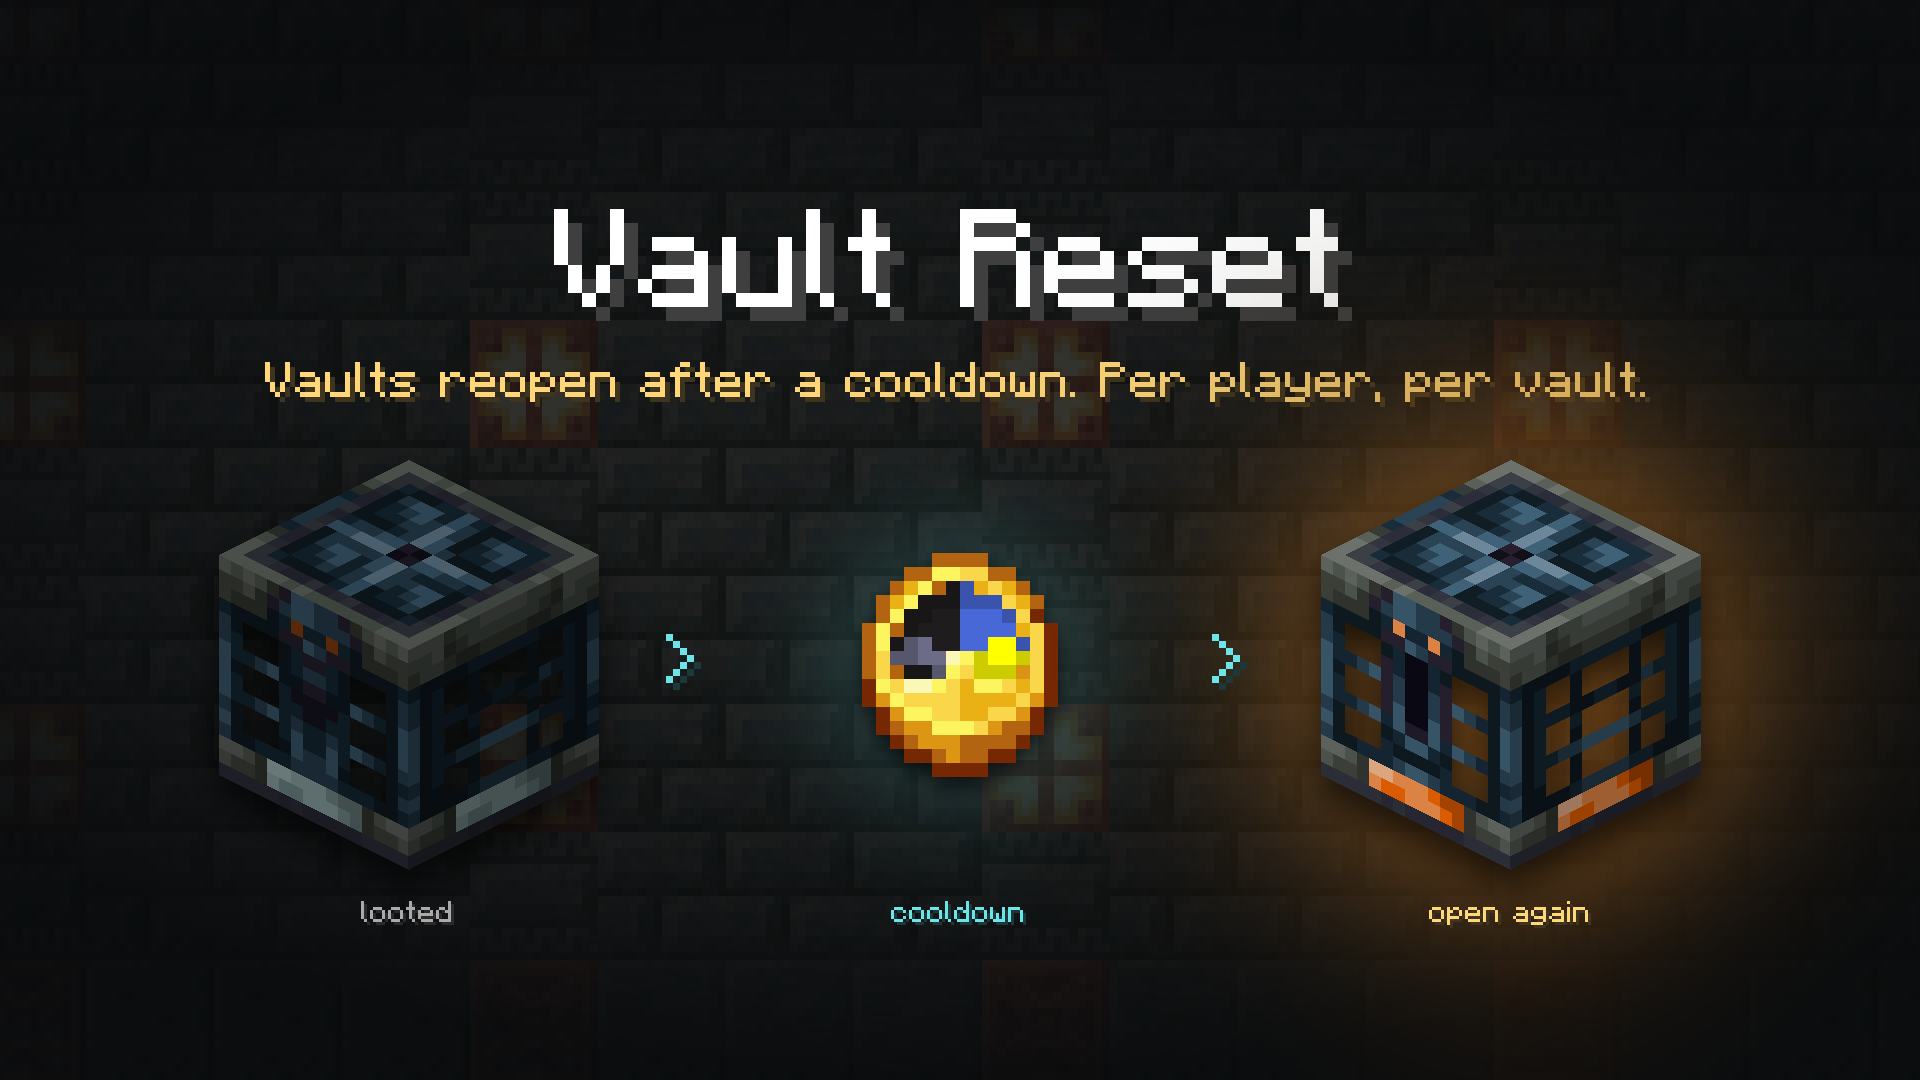 Vault Reset
Vaults reopen after a cooldown. Per player, per vault.
looted
cooldown
open again